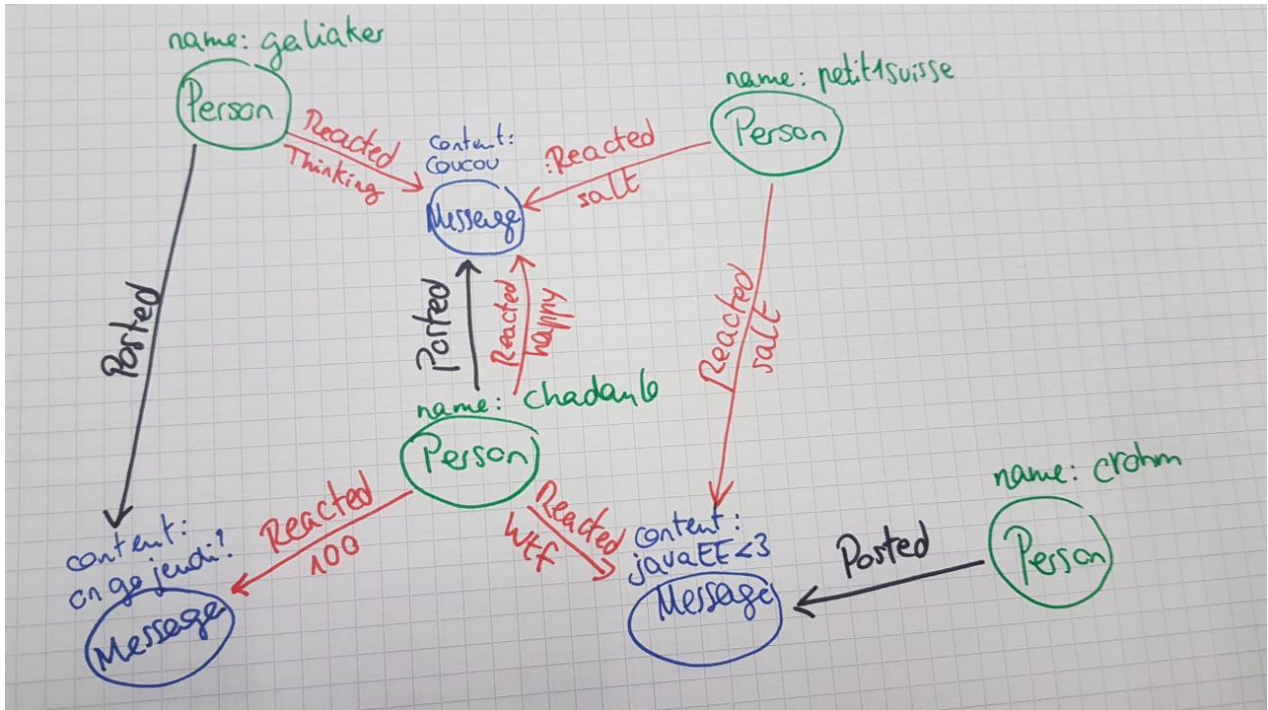 name: galiaker
Person
Reacted
Thinking
content:
coucou
Message
name: petit1suisse
Person
:Reacted
salt
Posted
Posted
Reacted
happy
Reacted
salt
name: chadanlo
Person
Reacted
100
Reacted
wtf
content:
on go jeudi?
Message
content:
javaEE<3
Message
Posted
name: crohm
Person